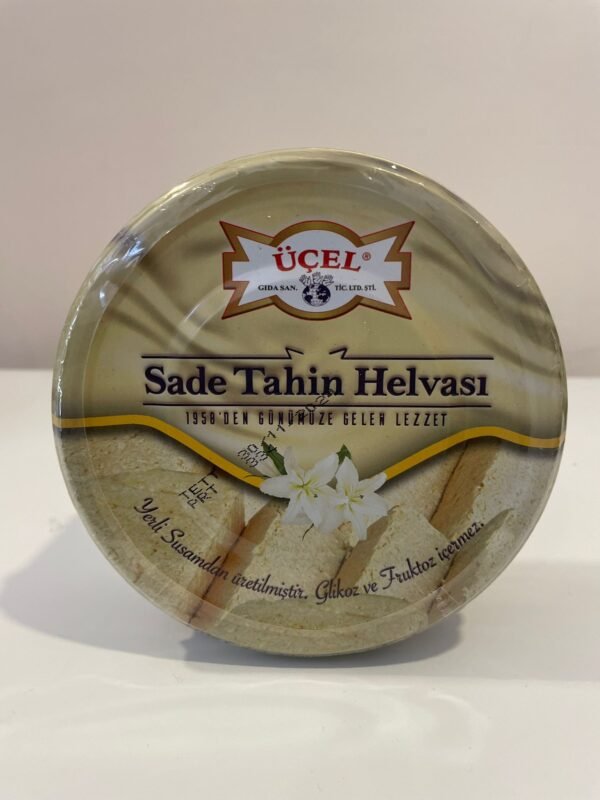 ÜÇEL®
GIDA SAN. TİC. LTD. ŞTİ.
Sade Tahin Helvası
1958'DEN GÜNÜMÜZE GELEN LEZZET
Yerli Susamdan üretilmiştir. Glikoz ve Fruktoz içermez.